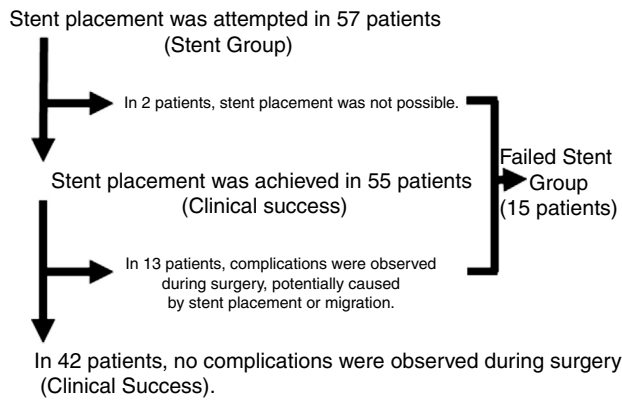 Stent placement was attempted in 57 patients
(Stent Group)
In 2 patients, stent placement was not possible.
Failed Stent
Group
(15 patients)
Stent placement was achieved in 55 patients
(Clinical success)
In 13 patients, complications were observed
during surgery, potentially caused
by stent placement or migration.
In 42 patients, no complications were observed during surgery
(Clinical Success).